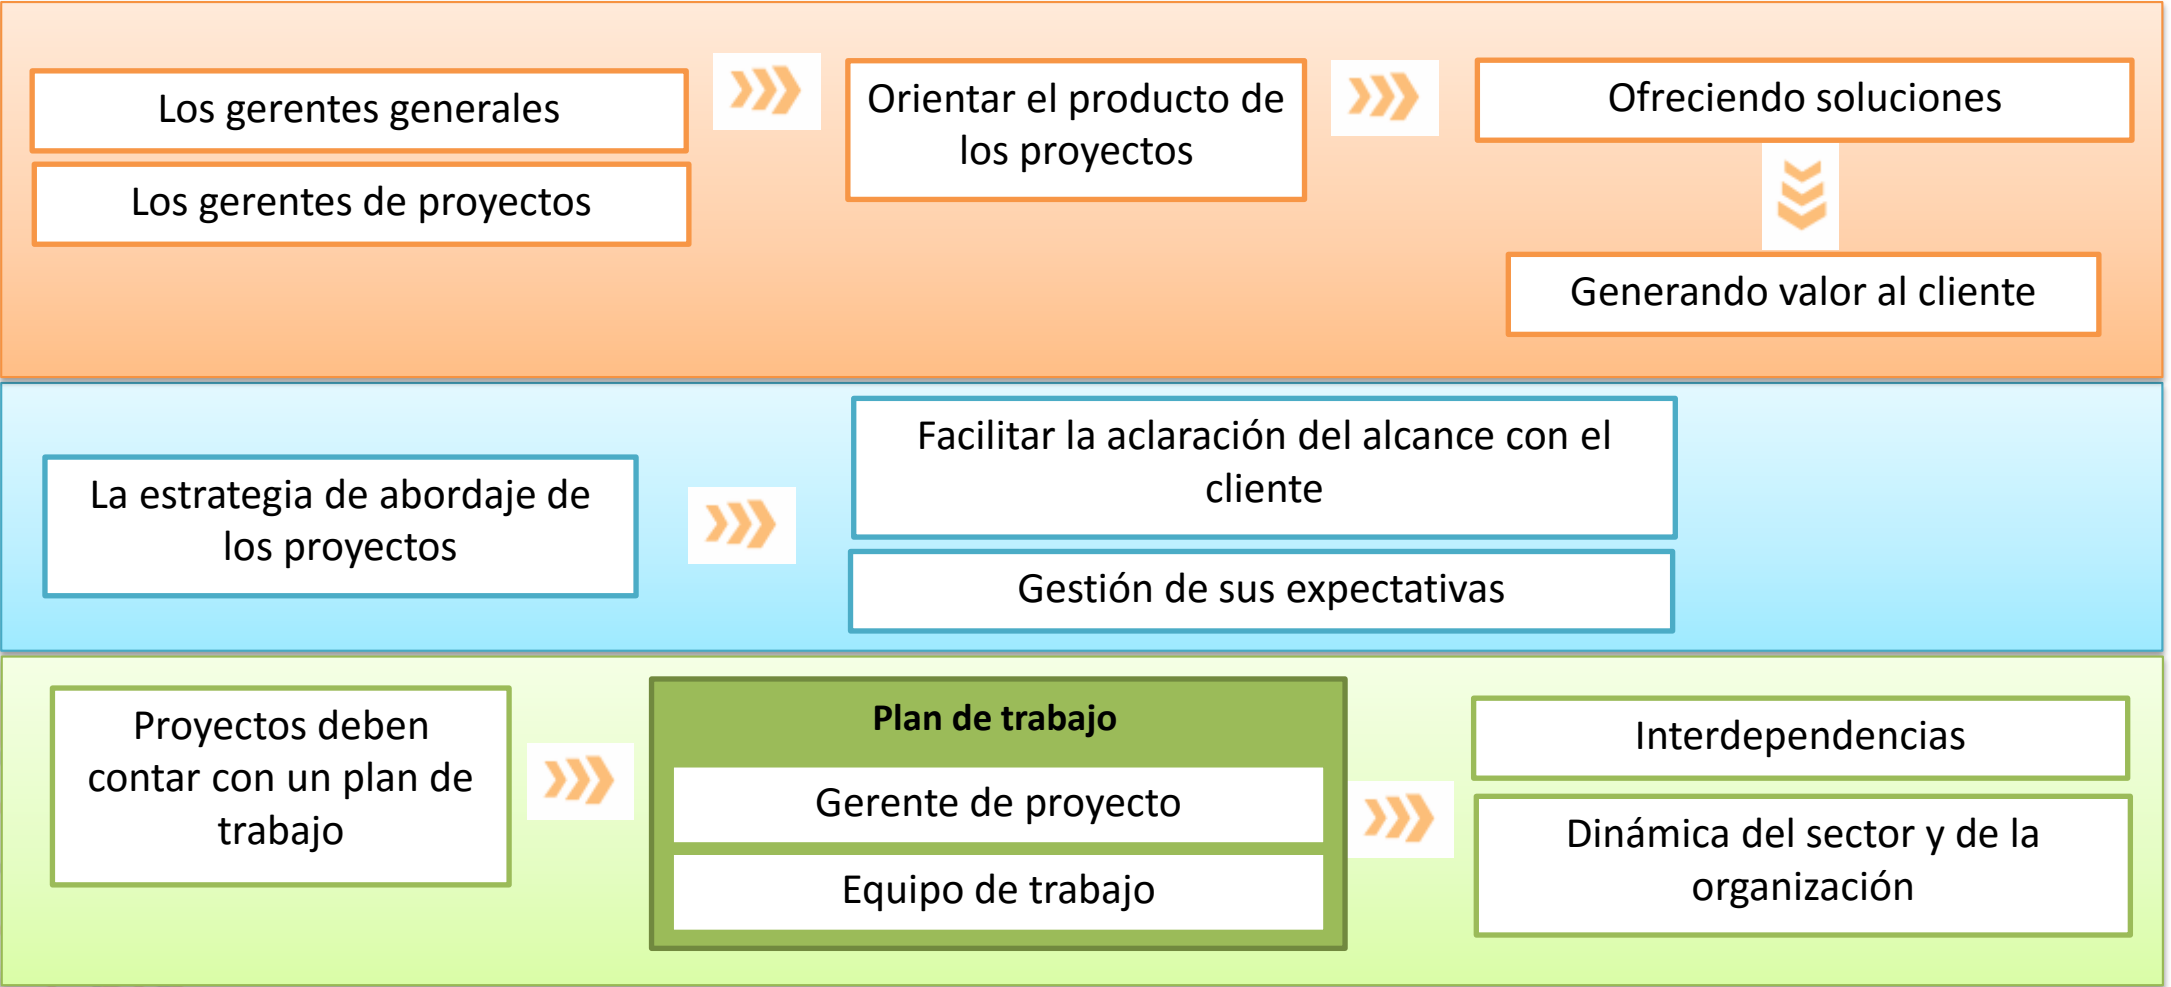 Los gerentes generales
Los gerentes de proyectos
Orientar el producto de
los proyectos
Ofreciendo soluciones
Generando valor al cliente
La estrategia de abordaje de
los proyectos
Facilitar la aclaración del alcance con el
cliente
Gestión de sus expectativas
Proyectos deben
contar con un plan de
trabajo
Plan de trabajo
Gerente de proyecto
Equipo de trabajo
Interdependencias
Dinámica del sector y de la
organización